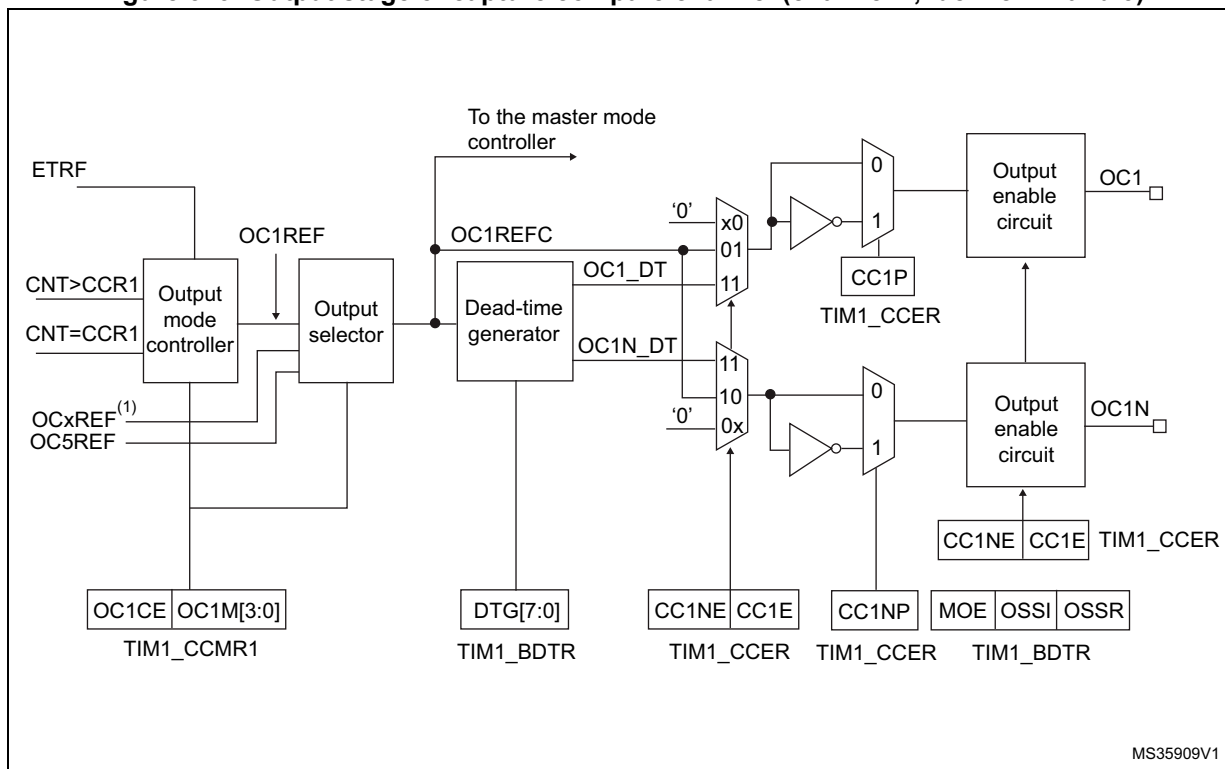 To the master mode
controller
ETRF
OC1REF
CNT>CCR1
CNT=CCR1
Output
mode
controller
Output
selector
OCxREF(1)
OC5REF
OC1REFC
Dead-time
generator
OC1_DT
OC1N_DT
'0'
x0
01
11
11
10
'0'
0x
0
1
CC1P
TIM1_CCER
0
1
Output
enable
circuit
OC1
Output
enable
circuit
OC1N
CC1NE CC1E TIM1_CCER
OC1CE OC1M[3:0]
TIM1_CCMR1
DTG[7:0]
TIM1_BDTR
CC1NE CC1E
TIM1_CCER
CC1NP
TIM1_CCER
MOE OSSI OSSR
TIM1_BDTR
MS35909V1